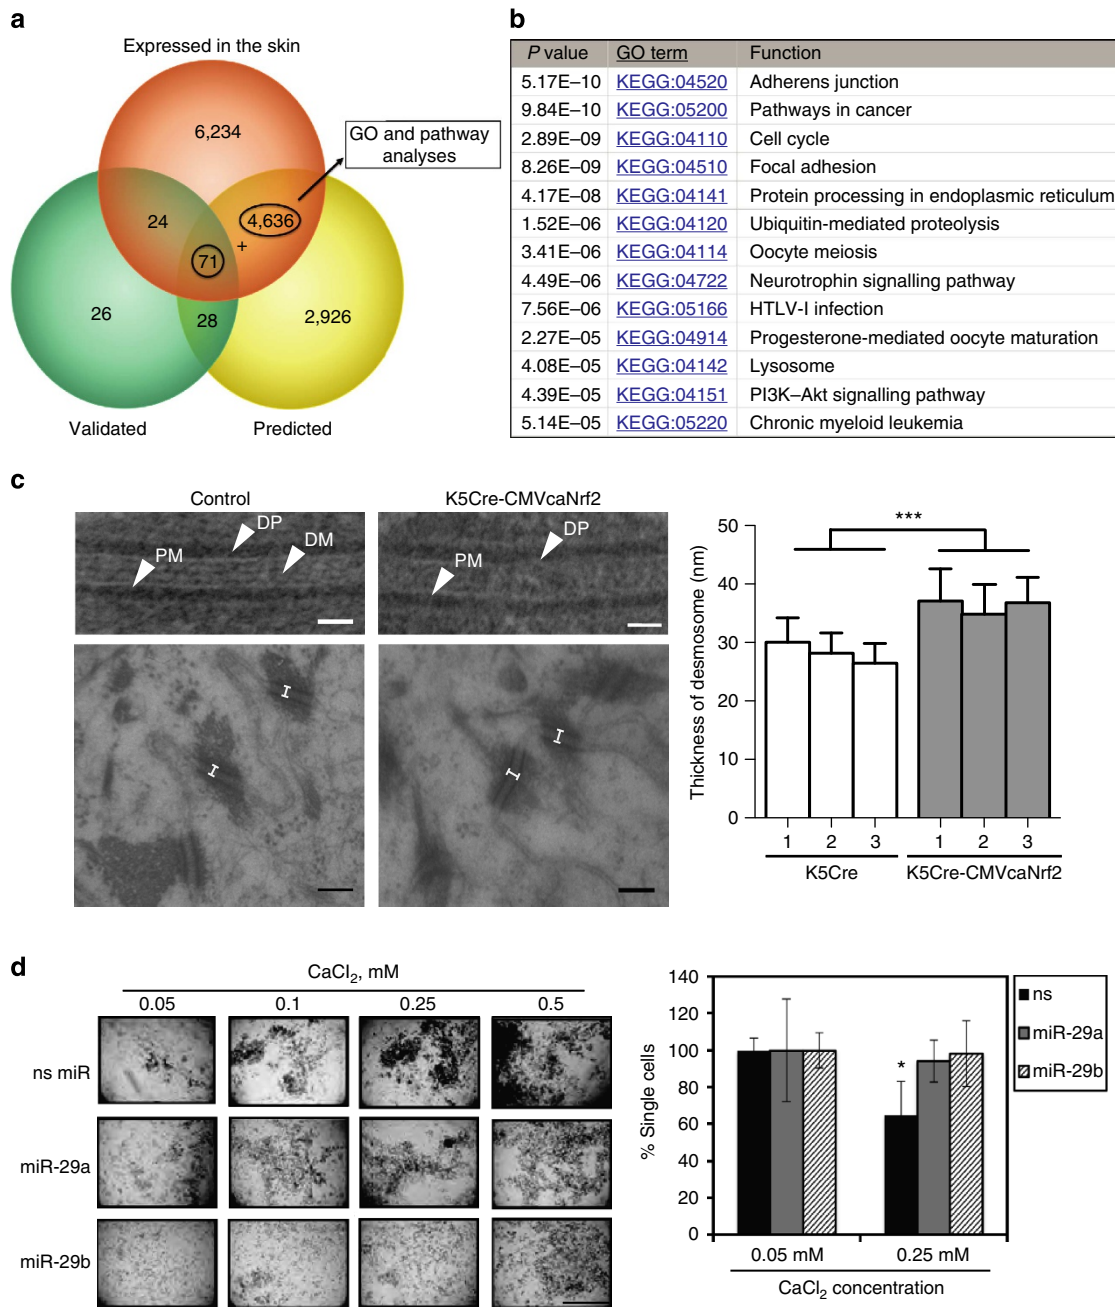 a
Expressed in the skin
6,234
GO and pathway
analyses
24
4,636
+
71
26
28
2,926
Validated
Predicted
b
P value GO term Function
5.17E–10 KEGG:04520 Adherens junction
9.84E–10 KEGG:05200 Pathways in cancer
2.89E–09 KEGG:04110 Cell cycle
8.26E–09 KEGG:04510 Focal adhesion
4.17E–08 KEGG:04141 Protein processing in endoplasmic reticulum
1.52E–06 KEGG:04120 Ubiquitin-mediated proteolysis
3.41E–06 KEGG:04114 Oocyte meiosis
4.49E–06 KEGG:04722 Neurotrophin signalling pathway
7.56E–06 KEGG:05166 HTLV-I infection
2.27E–05 KEGG:04914 Progesterone-mediated oocyte maturation
4.08E–05 KEGG:04142 Lysosome
4.39E–05 KEGG:04151 PI3K–Akt signalling pathway
5.14E–05 KEGG:05220 Chronic myeloid leukemia
c
Control
K5Cre-CMVcaNrf2
DP
DM
PM
DP
PM
Thickness of desmosome (nm)
50
40
30
20
10
0
***
1 2 3 1 2 3
K5Cre K5Cre-CMVcaNrf2
d
CaCl2, mM
0.05 0.1 0.25 0.5
ns miR
miR-29a
miR-29b
% Single cells
140
120
100
80
60
40
20
0
*
ns
miR-29a
miR-29b
0.05 mM 0.25 mM
CaCl2 concentration